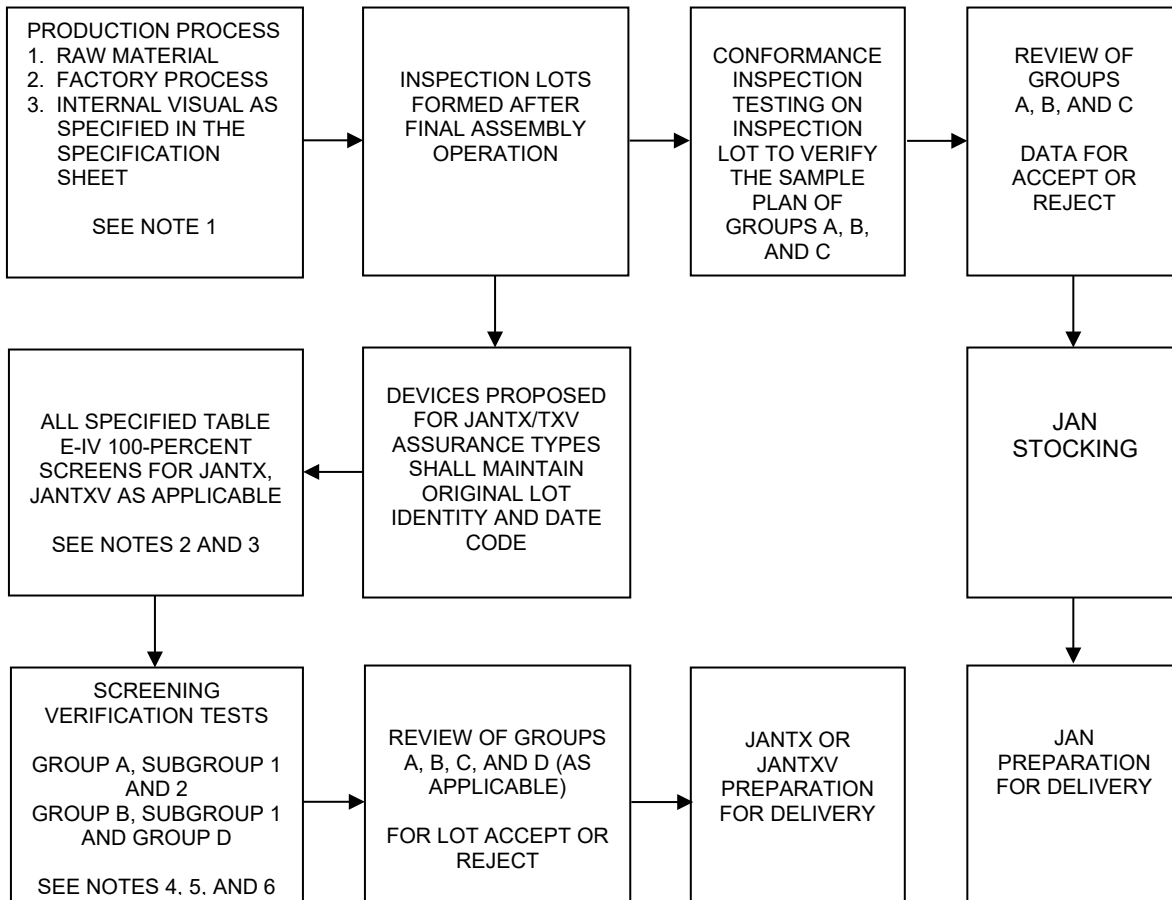 PRODUCTION PROCESS
1. RAW MATERIAL
2. FACTORY PROCESS
3. INTERNAL VISUAL AS
SPECIFIED IN THE
SPECIFICATION
SHEET
SEE NOTE 1
INSPECTION LOTS
FORMED AFTER
FINAL ASSEMBLY
OPERATION
CONFORMANCE
INSPECTION
TESTING ON
INSPECTION
LOT TO VERIFY
THE SAMPLE
PLAN OF
GROUPS A, B,
AND C
REVIEW OF
GROUPS
A, B, AND C
DATA FOR
ACCEPT OR
REJECT
ALL SPECIFIED TABLE
E-IV 100-PERCENT
SCREENS FOR JANTX,
JANTXV AS APPLICABLE
SEE NOTES 2 AND 3
DEVICES PROPOSED
FOR JANTX/TXV
ASSURANCE TYPES
SHALL MAINTAIN
ORIGINAL LOT
IDENTITY AND DATE
CODE
JAN
STOCKING
SCREENING
VERIFICATION TESTS
GROUP A, SUBGROUP 1
AND 2
GROUP B, SUBGROUP 1
AND GROUP D
SEE NOTES 4, 5, AND 6
REVIEW OF GROUPS
A, B, C, AND D (AS
APPLICABLE)
FOR LOT ACCEPT OR
REJECT
JANTX OR
JANTXV
PREPARATION
FOR DELIVERY
JAN
PREPARATION
FOR DELIVERY